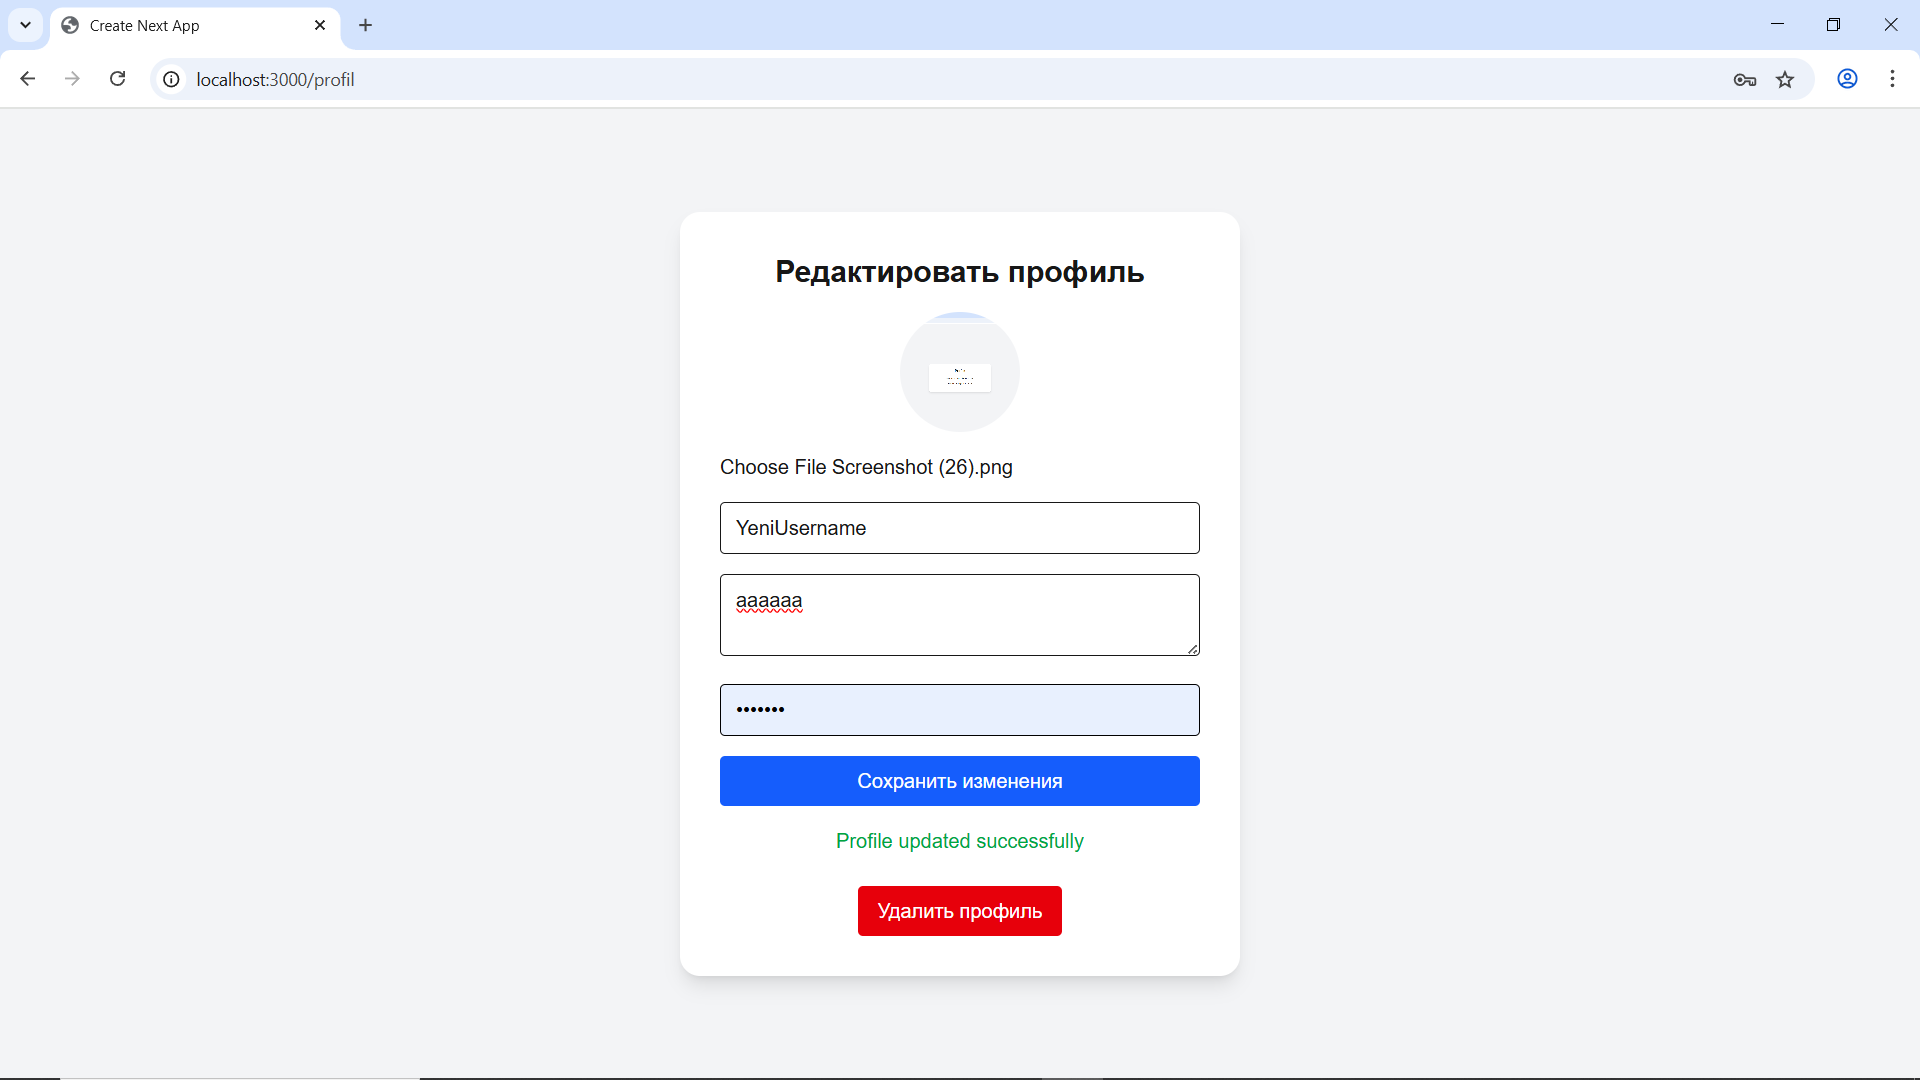 Create Next App
localhost:3000/profil
Редактировать профиль
Choose File Screenshot (26).png
YeniUsername
aaaaaa
•••••••
Сохранить изменения
Profile updated successfully
Удалить профиль